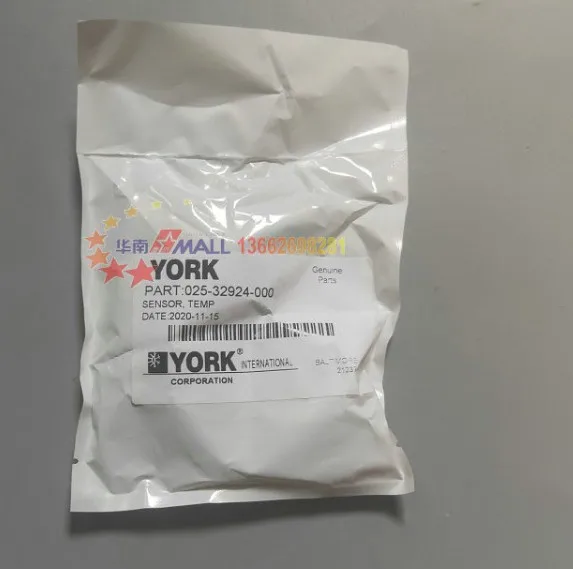 华南 MALL 13662696281
YORK
Genuine
Parts
PART:025-32924-000
SENSOR, TEMP
DATE:2020-11-15
YORK® INTERNATIONAL
CORPORATION